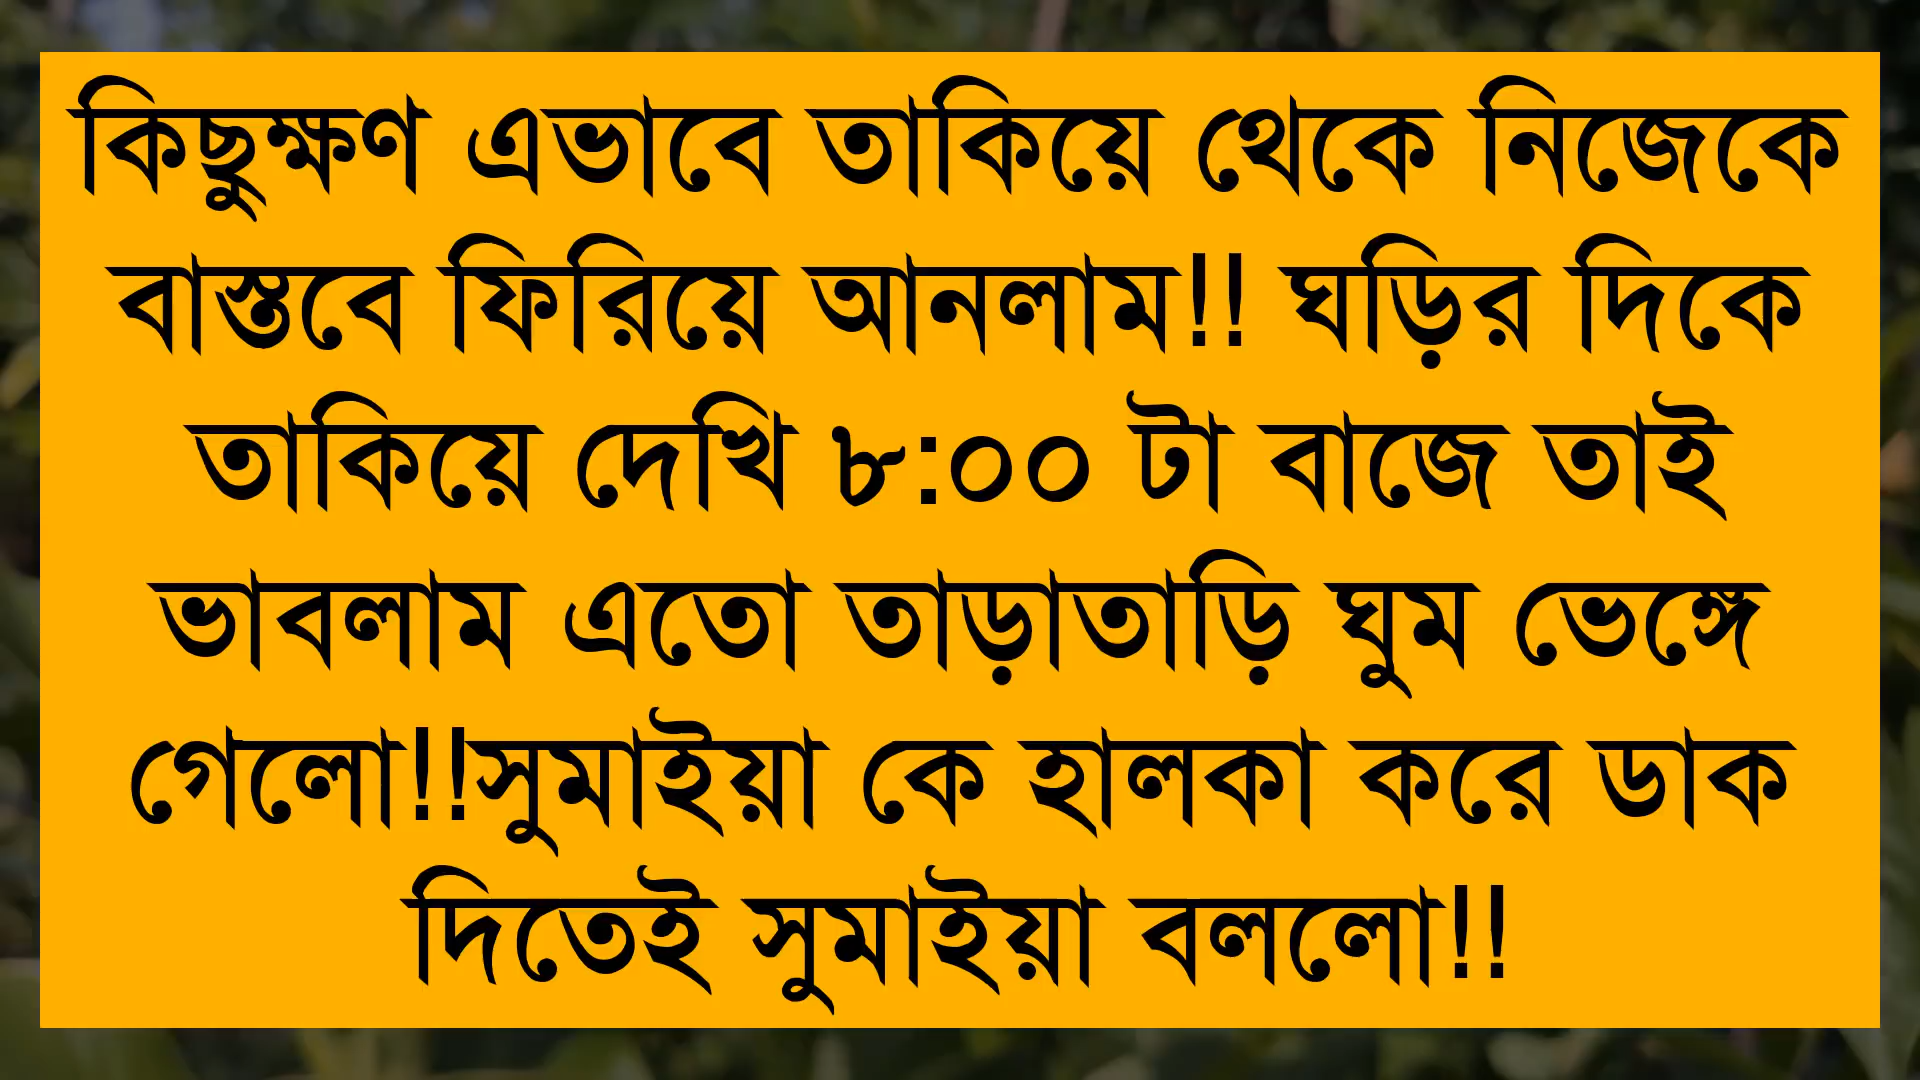 কিছুক্ষণ এভাবে তাকিয়ে থেকে নিজেকে
বাস্তবে ফিরিয়ে আনলাম!! ঘড়ির দিকে
তাকিয়ে দেখি ৮:০০ টা বাজে তাই
ভাবলাম এতো তাড়াতাড়ি ঘুম ভেঙ্গে
গেলো!!সুমাইয়া কে হালকা করে ডাক
দিতেই সুমাইয়া বললো!!